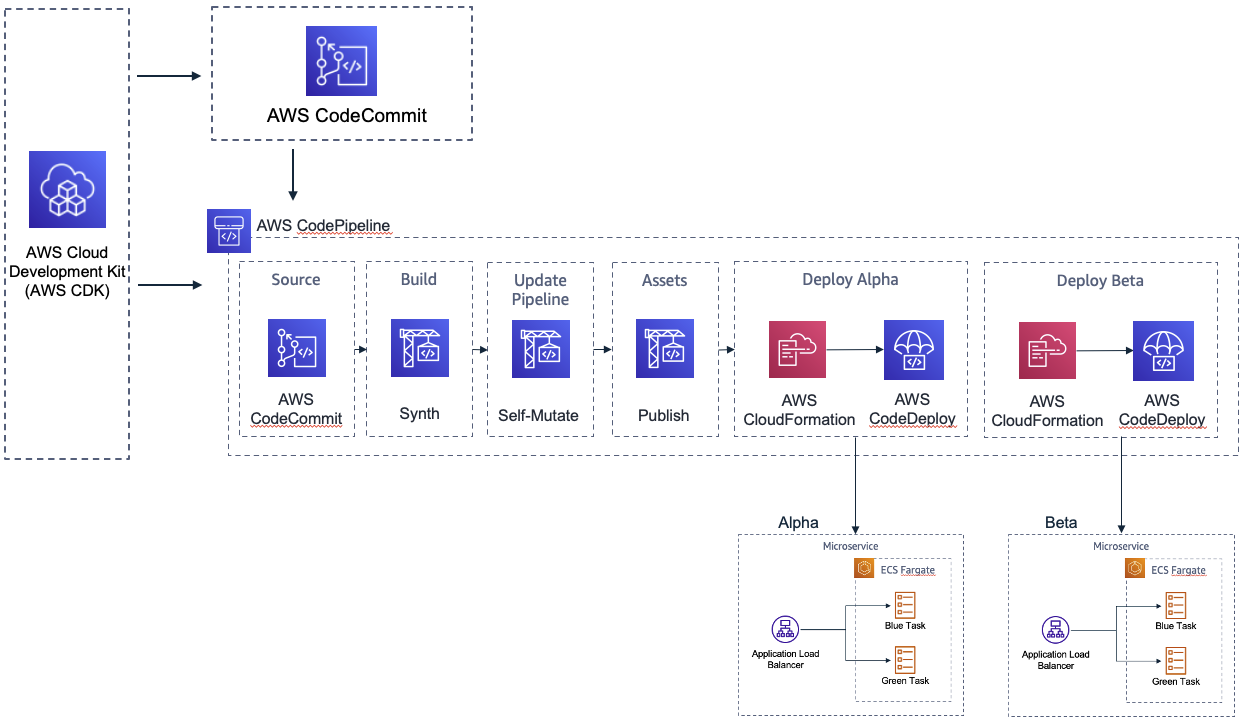 AWS CodeCommit
AWS Cloud
Development Kit
(AWS CDK)
AWS CodePipeline
Source
Build
Update
Pipeline
Assets
Deploy Alpha
Deploy Beta
AWS
CodeCommit
Synth
Self-Mutate
Publish
AWS
CloudFormation
AWS
CodeDeploy
AWS
CloudFormation
AWS
CodeDeploy
Alpha
Microservice
ECS Fargate
Blue Task
Application Load
Balancer
Green Task
Beta
Microservice
ECS Fargate
Blue Task
Application Load
Balancer
Green Task